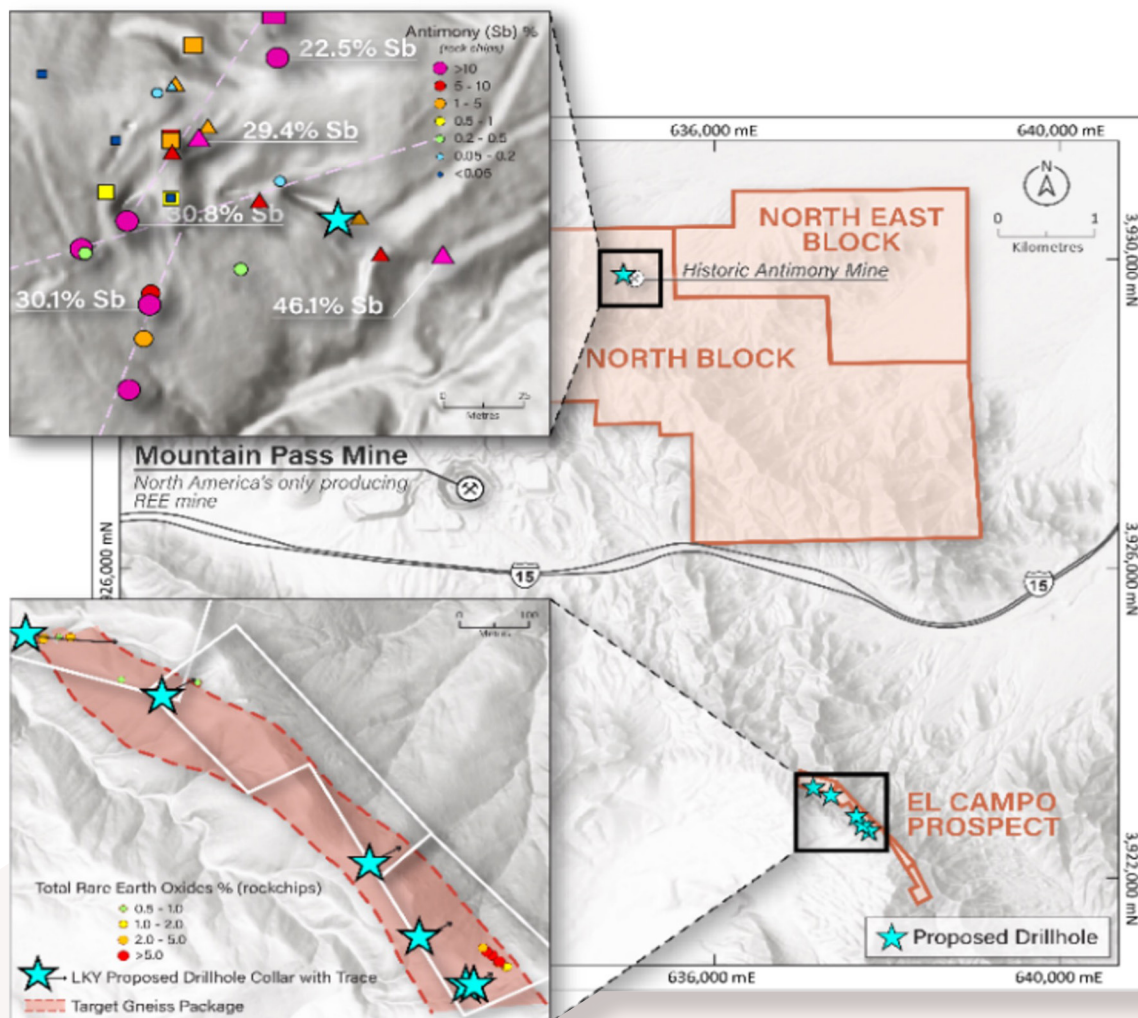 Antimony (Sb) %
(rock chips)
>10
5 - 10
1 - 5
0.5 - 1
0.2 - 0.5
0.05 - 0.2
<0.05
22.5% Sb
29.4% Sb
30.8% Sb
30.1% Sb
46.1% Sb
0 25
Metres
636,000 mE
640,000 mE
N
0 1
Kilometres
NORTH EAST
BLOCK
Historic Antimony Mine
NORTH BLOCK
3,930,000 mN
Mountain Pass Mine
North America's only producing
REE mine
926,000 mN
15
15
3,926,000 mN
0 100
Metres
EL CAMPO
PROSPECT
3,922,000 mN
Total Rare Earth Oxides % (rockchips)
0.5 - 1.0
1.0 - 2.0
2.0 - 5.0
>5.0
LKY Proposed Drillhole Collar with Trace
Target Gneiss Package
Proposed Drillhole
636,000 mE
640,000 mE